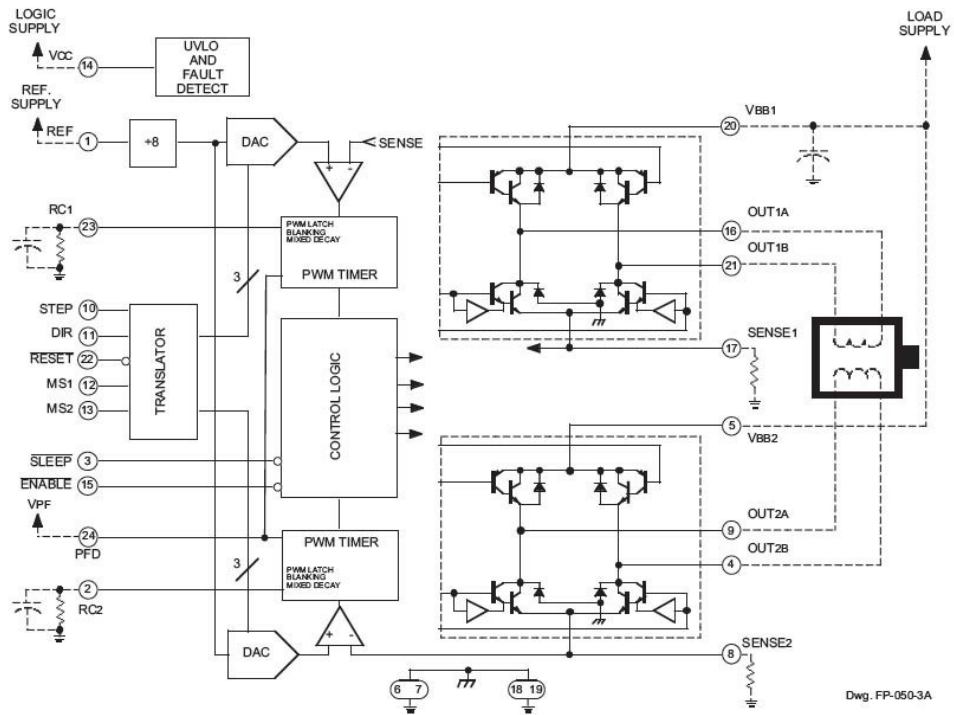 LOGIC
SUPPLY
VCC
14
UVLO
AND
FAULT
DETECT
REF.
SUPPLY
REF
1
÷8
DAC
+ -
SENSE
RC1
23
PWM LATCH
BLANKING
MIXED DECAY
PWM TIMER
3
STEP 10
DIR 11
RESET 22
MS1 12
MS2 13
TRANSLATOR
CONTROL LOGIC
SLEEP 3
ENABLE 15
VPF
24
PFD
3
PWM TIMER
PWM LATCH
BLANKING
MIXED DECAY
2
RC2
DAC
+ -
LOAD
SUPPLY
VBB1
20
OUT1A
16
OUT1B
21
SENSE1
17
5
VBB2
OUT2A
9
OUT2B
4
SENSE2
8
6 7
18 19
Dwg. FP-050-3A